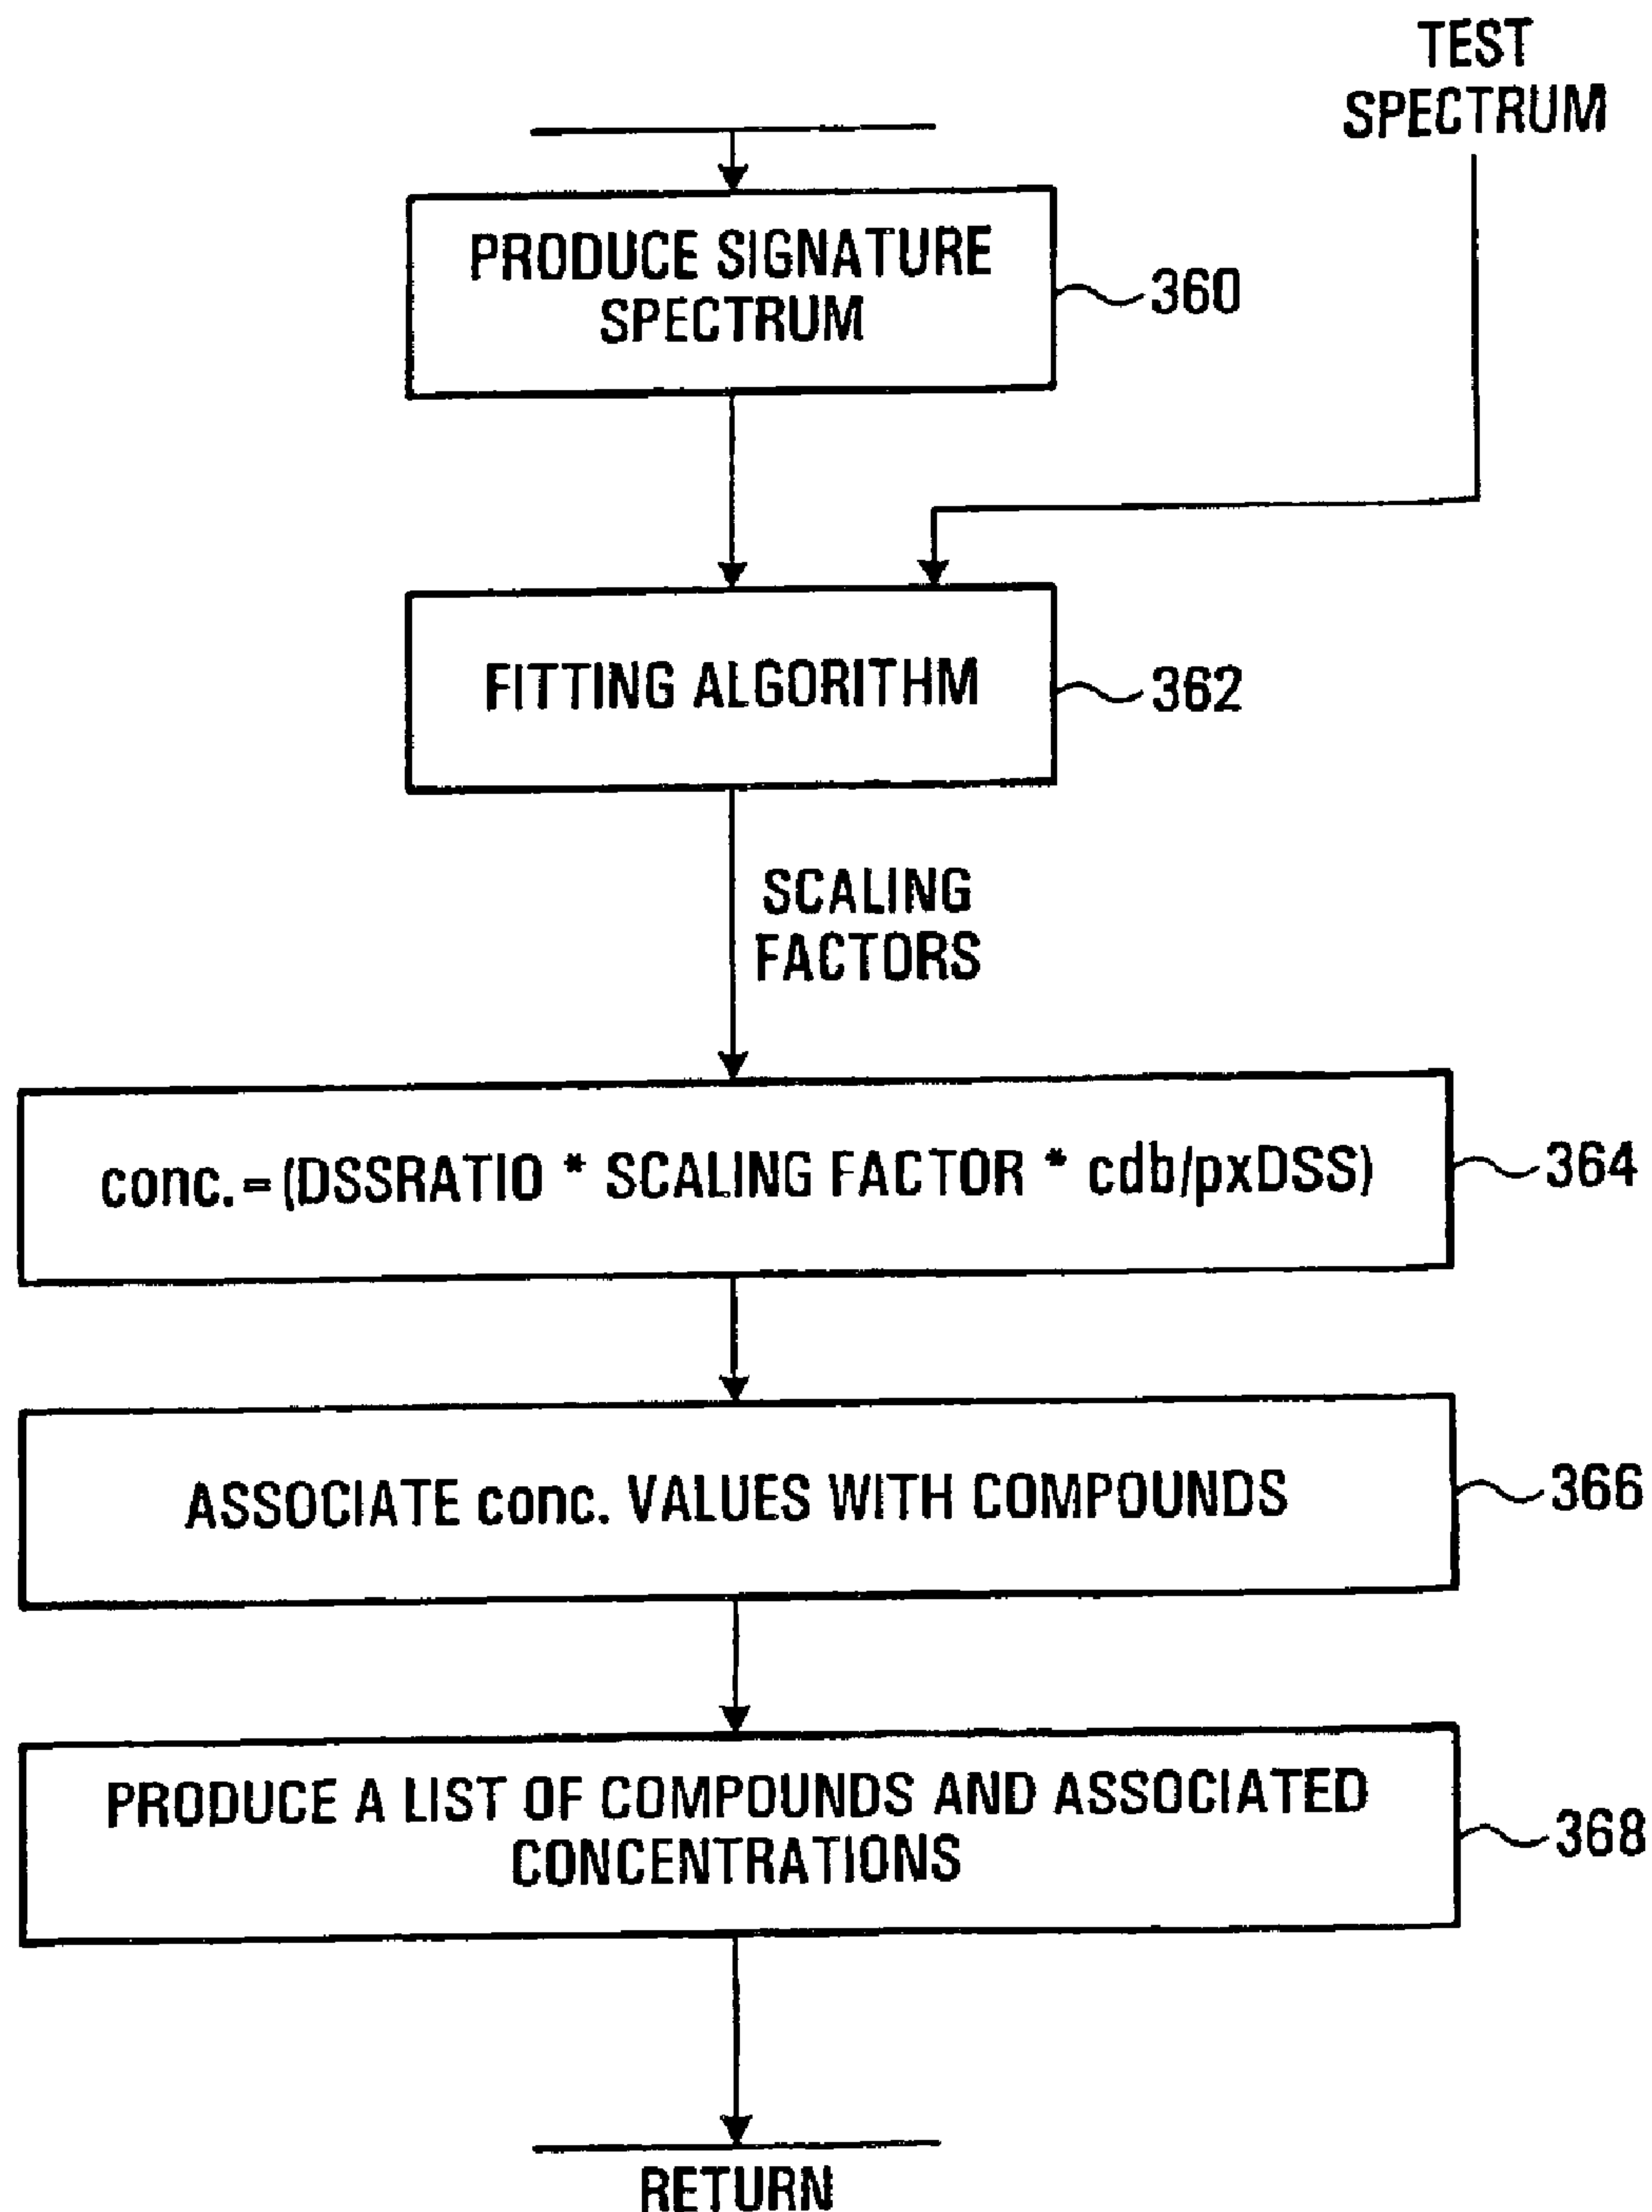 TEST
SPECTRUM
PRODUCE SIGNATURE
SPECTRUM
360
FITTING ALGORITHM
362
SCALING
FACTORS
conc. = (DSSRATIO * SCALING FACTOR * cdb/pxDSS)
364
ASSOCIATE conc. VALUES WITH COMPOUNDS
366
PRODUCE A LIST OF COMPOUNDS AND ASSOCIATED
CONCENTRATIONS
368
RETURN